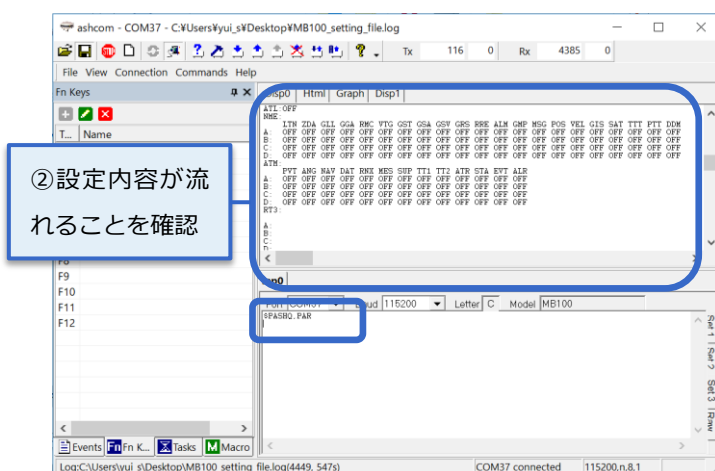 ashcom - COM37 - C:¥Users¥yui_s¥Desktop¥MB100_setting_file.log
Tx 116 0 Rx 4385 0
File View Connection Commands Help
Fn Keys
Disp0 Html Graph Disp1
T... Name
ATL:OFF
NME:
LTN ZDA GLL GGA RMC VTG GST GSA GSV GRS RRE ALM GMP MSG POS VEL GIS SAT TTT PTT DDM
A: OFF OFF OFF OFF OFF OFF OFF OFF OFF OFF OFF OFF OFF OFF OFF OFF OFF OFF OFF OFF OFF
B: OFF OFF OFF OFF OFF OFF OFF OFF OFF OFF OFF OFF OFF OFF OFF OFF OFF OFF OFF OFF OFF
C: OFF OFF OFF OFF OFF OFF OFF OFF OFF OFF OFF OFF OFF OFF OFF OFF OFF OFF OFF OFF OFF
D: OFF OFF OFF OFF OFF OFF OFF OFF OFF OFF OFF OFF OFF OFF OFF OFF OFF OFF OFF OFF OFF
ATM:
PVT ANG NAV DAT RNX MES SUP TT1 TT2 ATR STA EVT ALR
A: OFF OFF OFF OFF OFF OFF OFF OFF OFF OFF OFF OFF OFF
B: OFF OFF OFF OFF OFF OFF OFF OFF OFF OFF OFF OFF OFF
C: OFF OFF OFF OFF OFF OFF OFF OFF OFF OFF OFF OFF OFF
D: OFF OFF OFF OFF OFF OFF OFF OFF OFF OFF OFF OFF OFF
RT3:
A:
B:
C:
D:
②設定内容が流
れることを確認
F8
F9
F10
F11
F12
Inp0
Port COM37 Baud 115200 Letter C Model MB100
$PASHQ,PAR
Set 1 Set 2 Set 3 Raw
Events Fn Fn K... Tasks M Macro
Log:C:\Users\yui_s\Desktop\MB100_setting_file.log(4449, 547s) COM37 connected 115200,n,8,1